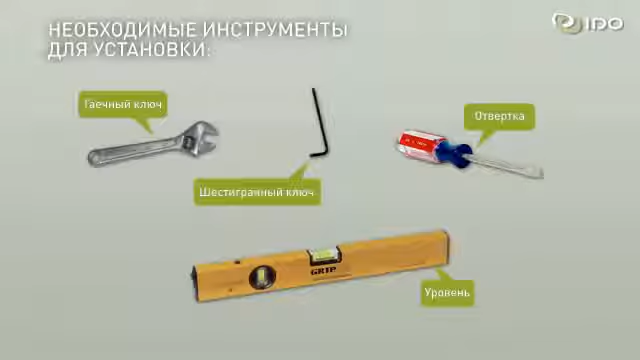 НЕОБХОДИМЫЕ ИНСТРУМЕНТЫ
ДЛЯ УСТАНОВКИ:
IDO
Гаечный ключ
Отвертка
Шестигранный ключ
GRIP
Уровень